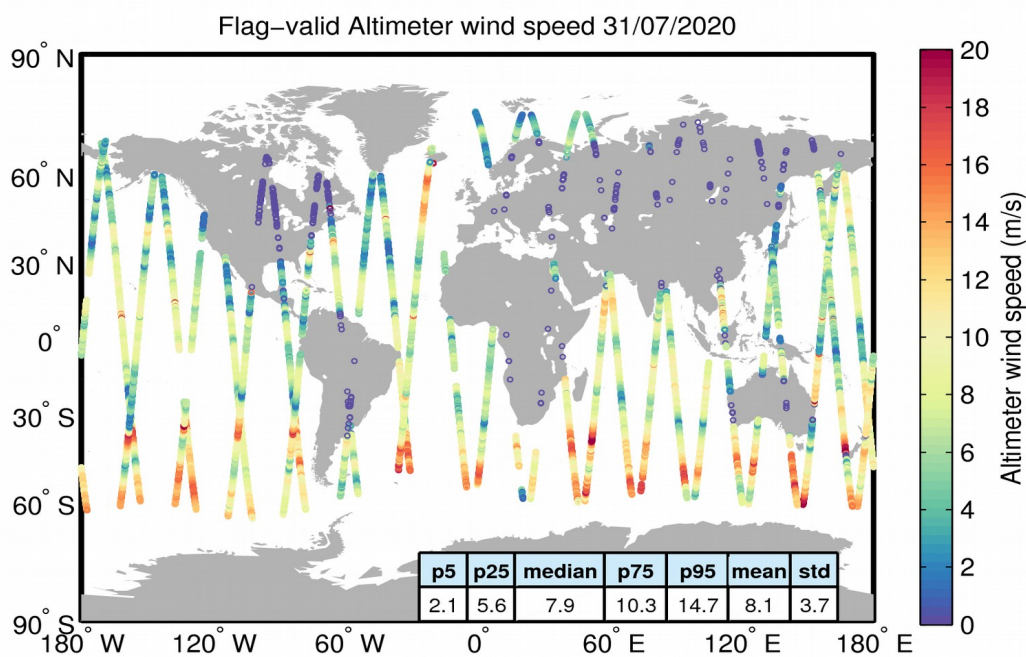 Flag−valid Altimeter wind speed 31/07/2020
90° N
60° N
30° N
0°
30° S
60° S
90° S
180° W
120° W
60° W
0°
60° E
120° E
180° E
p5 p25 median p75 p95 mean std
2.1 5.6 7.9 10.3 14.7 8.1 3.7
20
18
16
14
12
10
8
6
4
2
0
Altimeter wind speed (m/s)